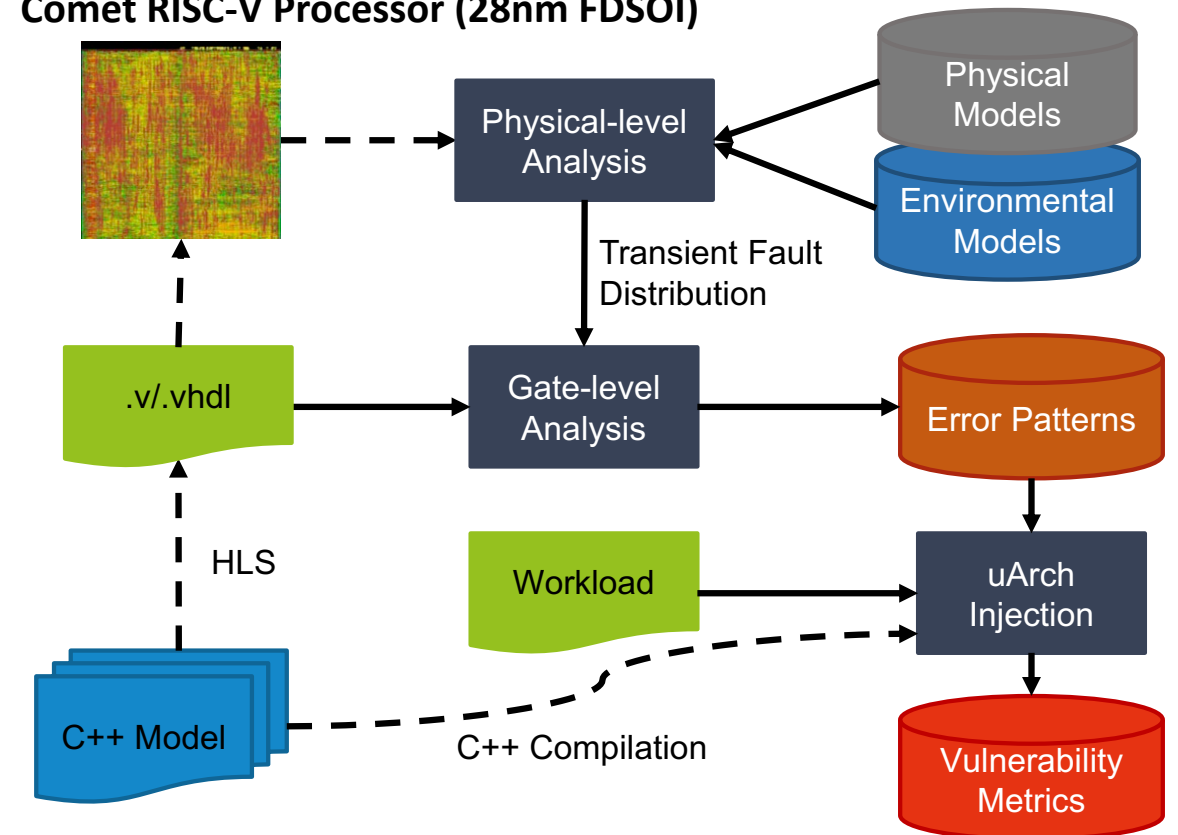 Comet RISC-V Processor (28nm FDSOI)
Physical
Models
Physical-level
Analysis
Environmental
Models
Transient Fault
Distribution
.v/.vhdl
Gate-level
Analysis
Error Patterns
HLS
Workload
uArch
Injection
C++ Model
C++ Compilation
Vulnerability
Metrics